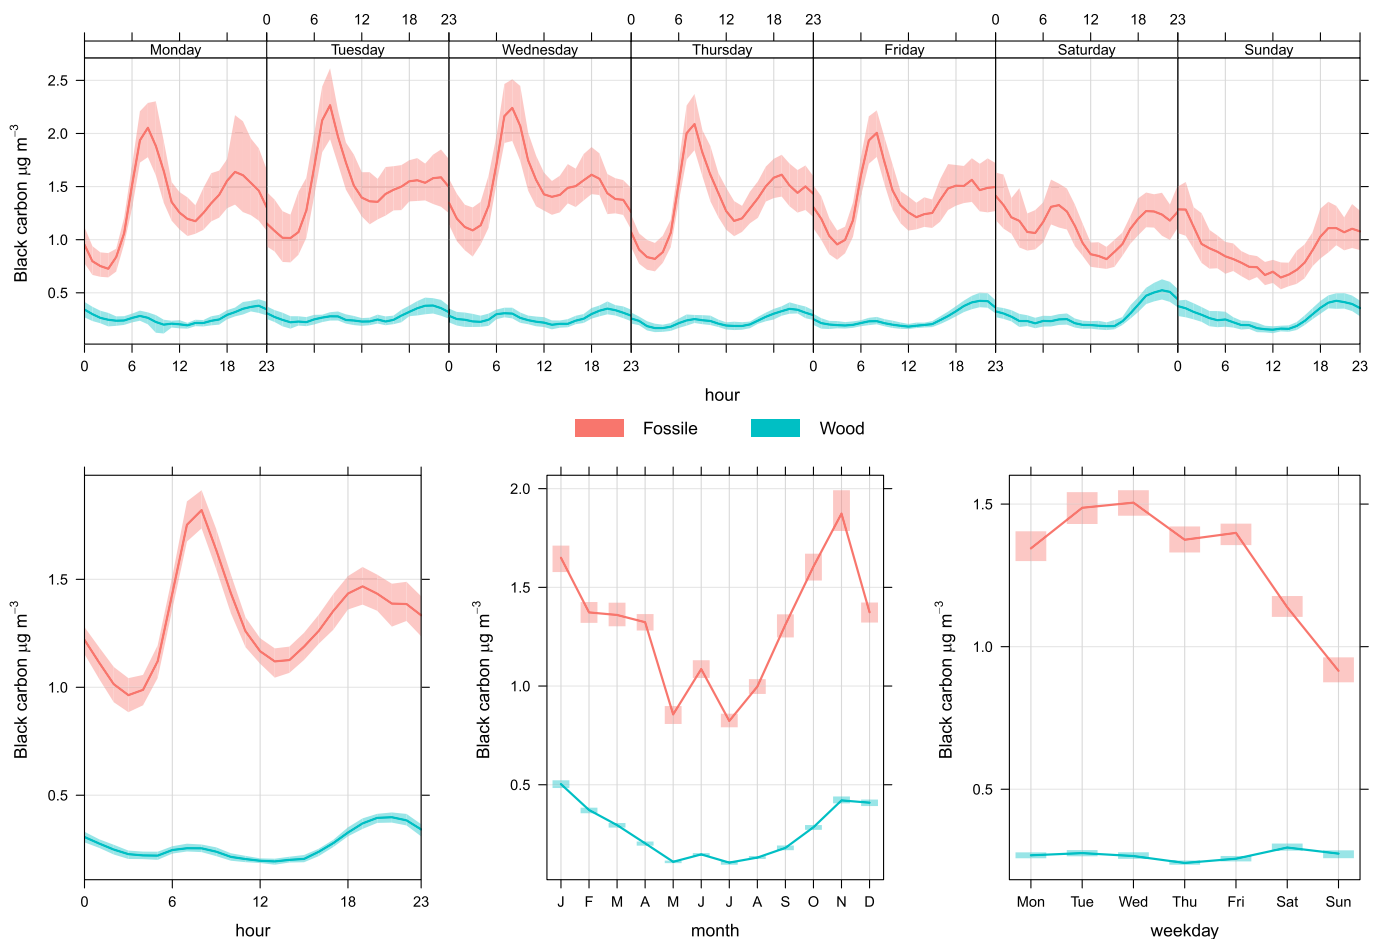 0 6 12 18 23 0 6 12 18 23 0 6 12 18 23
Monday Tuesday Wednesday Thursday Friday Saturday Sunday
2.5
2.0
1.5
1.0
0.5
Black carbon μg m⁻³
0 6 12 18 23 0 6 12 18 23 0 6 12 18 23 0 6 12 18 23
hour
Fossile Wood
1.5
1.0
0.5
Black carbon μg m⁻³
0 6 12 18 23
hour
2.0
1.5
1.0
0.5
Black carbon μg m⁻³
J F M A M J J A S O N D
month
1.5
1.0
0.5
Black carbon μg m⁻³
Mon Tue Wed Thu Fri Sat Sun
weekday